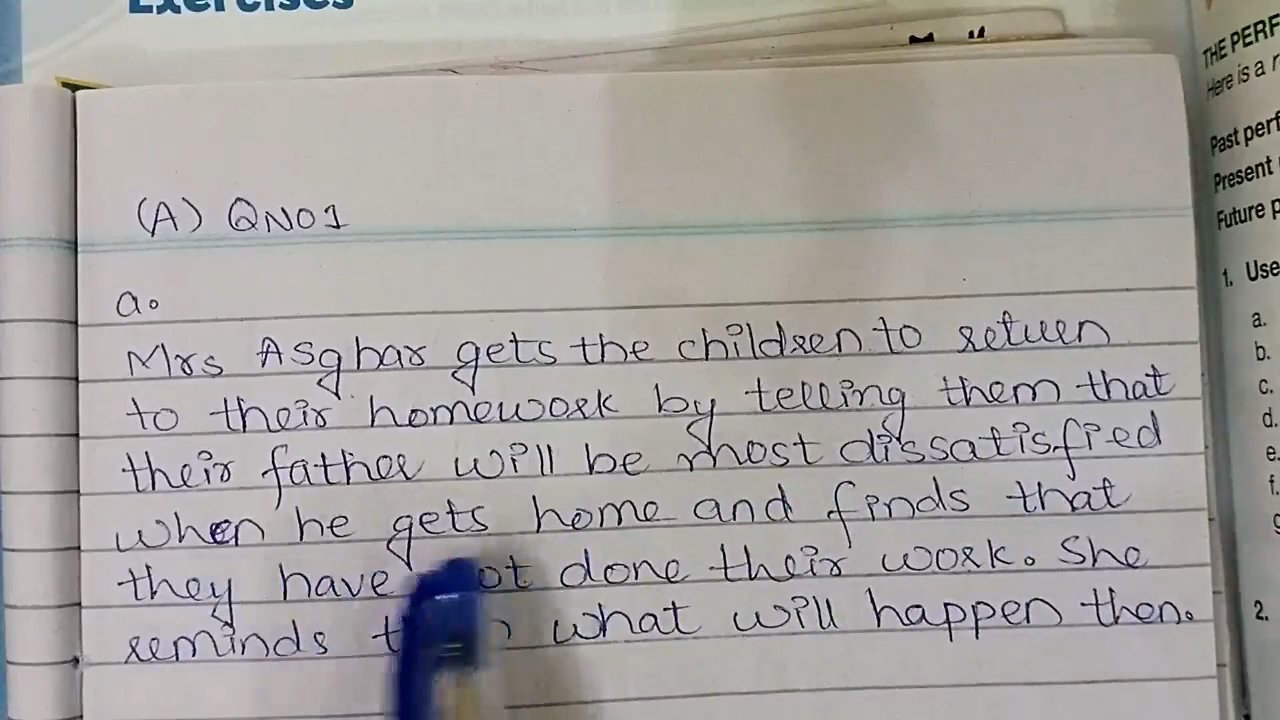 Exercises
(A) QNO1
a.
Mrs Asghar gets the children to return
to their homework by telling them that
their father will be most dissatisfied
when he gets home and finds that
they have not done their work. She
reminds what will happen then.
THE PERF
Here is a r
Past perf
Present
Future p
1. Use
a.
b.
c.
d.
e.
f.
2.